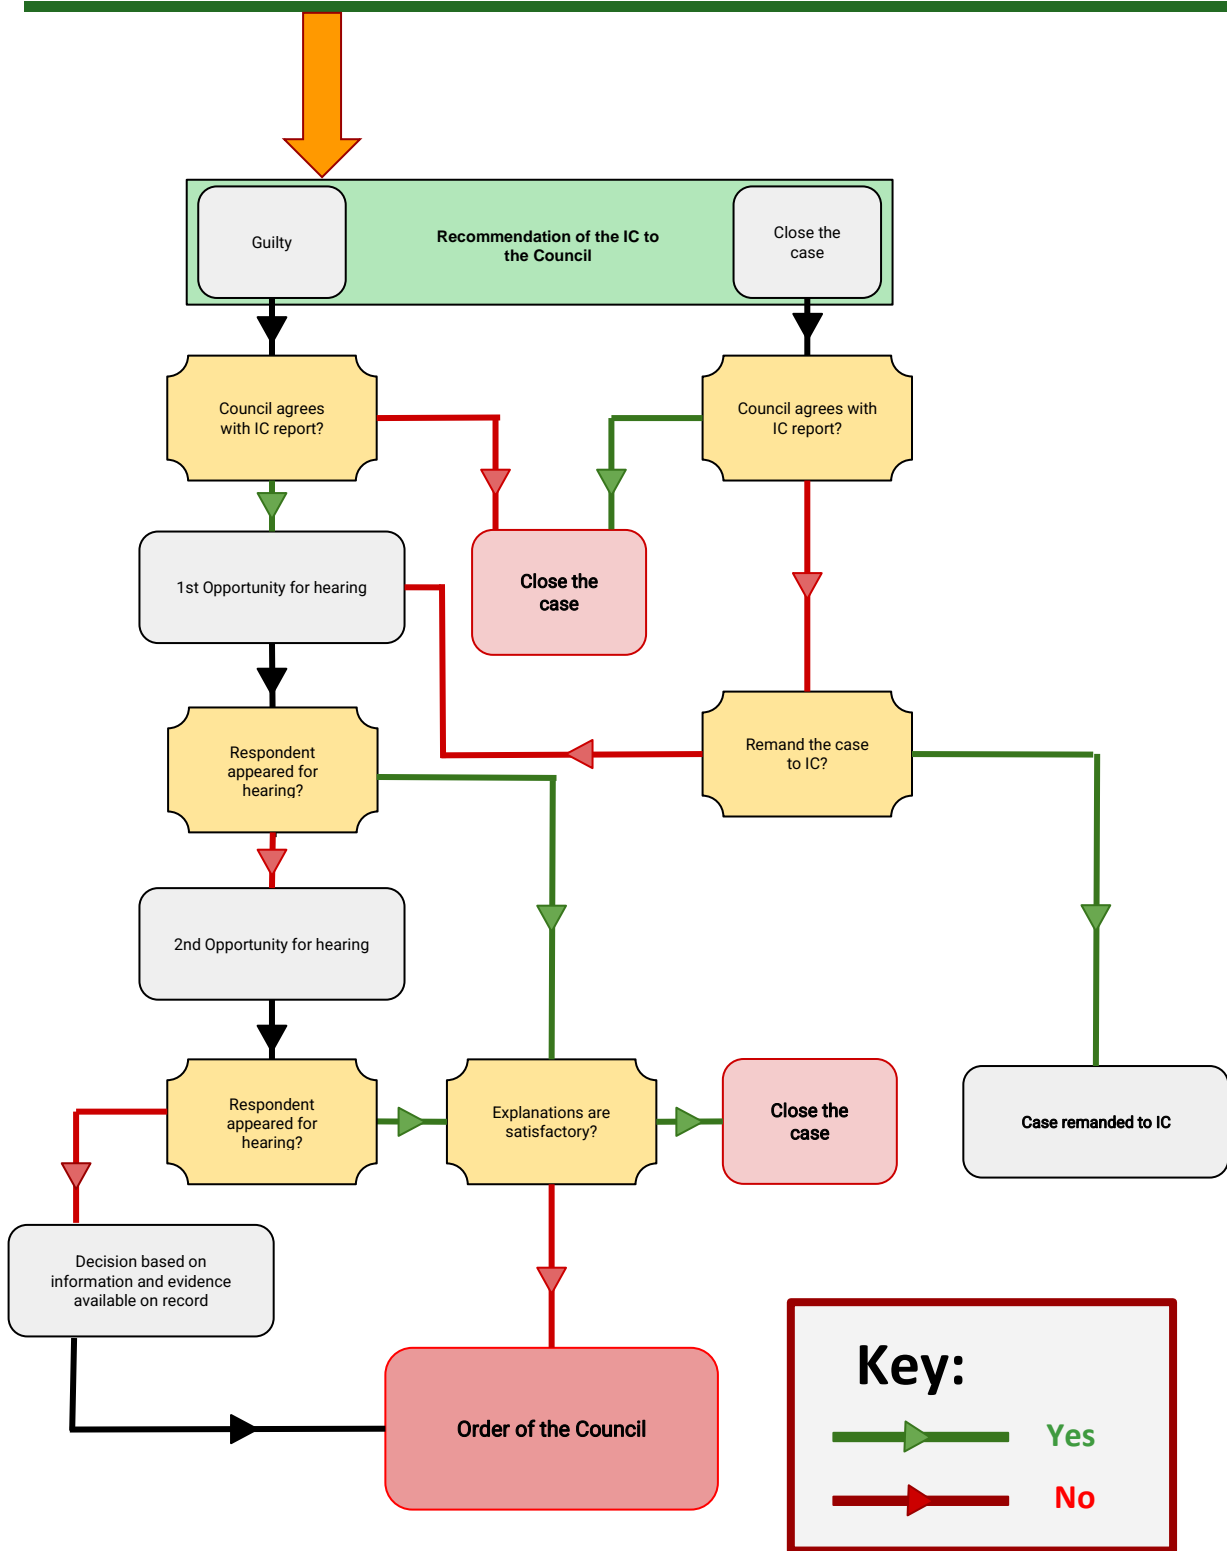 Guilty
Recommendation of the IC to
the Council
Close the
case
Council agrees
with IC report?
Council agrees with
IC report?
1st Opportunity for hearing
Close the
case
Respondent
appeared for
hearing?
Remand the case
to IC?
2nd Opportunity for hearing
Respondent
appeared for
hearing?
Explanations are
satisfactory?
Close the
case
Case remanded to IC
Decision based on
information and evidence
available on record
Order of the Council
Key:
Yes
No